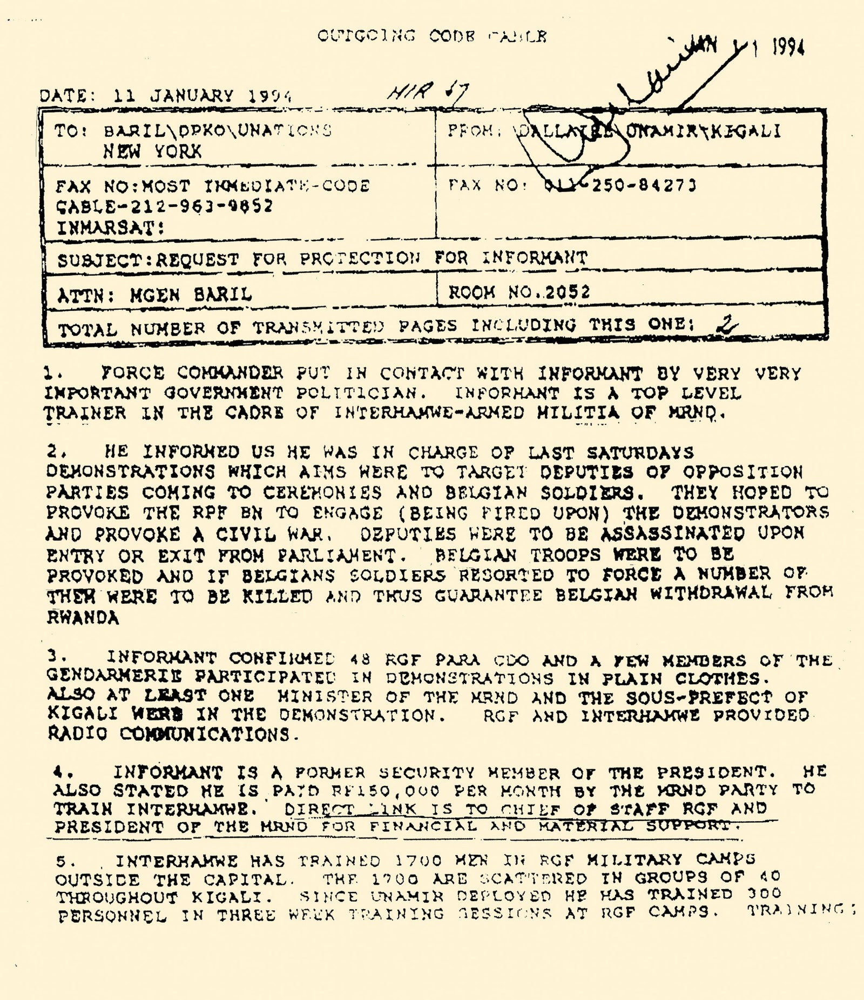 OUTGOING CODE CABLE
JAN 11 1994
DATE: 11 JANUARY 1994
MIR
TO: BARIL\DPKO\UNATIONS
NEW YORK
FROM: DALLAIRE\UNAMIR\KIGALI
FAX NO:MOST IMMEDIATE-CODE
CABLE-212-963-9852
INMARSAT:
FAX NO: 011-250-84273
SUBJECT:REQUEST FOR PROTECTION FOR INFORMANT
ATTN: MGEN BARIL
ROOM NO.2052
TOTAL NUMBER OF TRANSMITTED PAGES INCLUDING THIS ONE: 2
1. FORCE COMMANDER PUT IN CONTACT WITH INFORMANT BY VERY VERY
IMPORTANT GOVERNMENT POLITICIAN. INFORMANT IS A TOP LEVEL
TRAINER IN THE CADRE OF INTERHAMWE-ARMED MILITIA OF MRND.
2. HE INFORMED US HE WAS IN CHARGE OF LAST SATURDAYS
DEMONSTRATIONS WHICH AIMS WERE TO TARGET DEPUTIES OF OPPOSITION
PARTIES COMING TO CEREMONIES AND BELGIAN SOLDIERS. THEY HOPED TO
PROVOKE THE RPF BN TO ENGAGE (BEING FIRED UPON) THE DEMONSTRATORS
AND PROVOKE A CIVIL WAR. DEPUTIES WERE TO BE ASSASSINATED UPON
ENTRY OR EXIT FROM PARLIAMENT. BELGIAN TROOPS WERE TO BE
PROVOKED AND IF BELGIANS SOLDIERS RESORTED TO FORCE A NUMBER OF
THEM WERE TO BE KILLED AND THUS GUARANTEE BELGIAN WITHDRAWAL FROM
RWANDA
3. INFORMANT CONFIRMED 48 RGF PARA CDO AND A FEW MEMBERS OF THE
GENDARMERIE PARTICIPATED IN DEMONSTRATIONS IN PLAIN CLOTHES.
ALSO AT LEAST ONE MINISTER OF THE MRND AND THE SOUS-PREFECT OF
KIGALI WERE IN THE DEMONSTRATION. RGF AND INTERHAMWE PROVIDED
RADIO COMMUNICATIONS.
4. INFORMANT IS A FORMER SECURITY MEMBER OF THE PRESIDENT. HE
ALSO STATED HE IS PAID RF150,000 PER MONTH BY THE MRND PARTY TO
TRAIN INTERHAMWE. DIRECT LINK IS TO CHIEF OF STAFF RGF AND
PRESIDENT OF THE MRND FOR FINANCIAL AND MATERIAL SUPPORT.
5. INTERHAMWE HAS TRAINED 1700 MEN IN RGF MILITARY CAMPS
OUTSIDE THE CAPITAL. THE 1700 ARE SCATTERED IN GROUPS OF 40
THROUGHOUT KIGALI. SINCE UNAMIR DEPLOYED HE HAS TRAINED 300
PERSONNEL IN THREE WEEK TRAINING SESSIONS AT RGF CAMPS. TRAINING